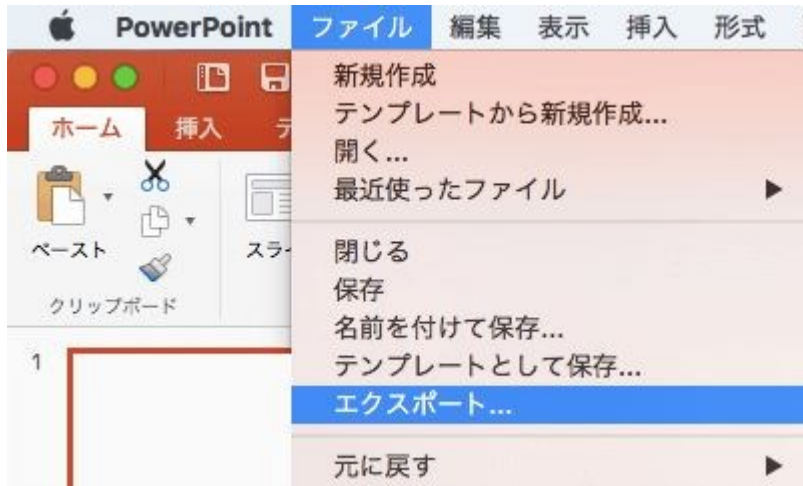 PowerPoint ファイル 編集 表示 挿入 形式
ホーム 挿入
ペースト
スライ
クリップボード
1
新規作成
テンプレートから新規作成...
開く...
最近使ったファイル
閉じる
保存
名前を付けて保存...
テンプレートとして保存...
エクスポート...
元に戻す